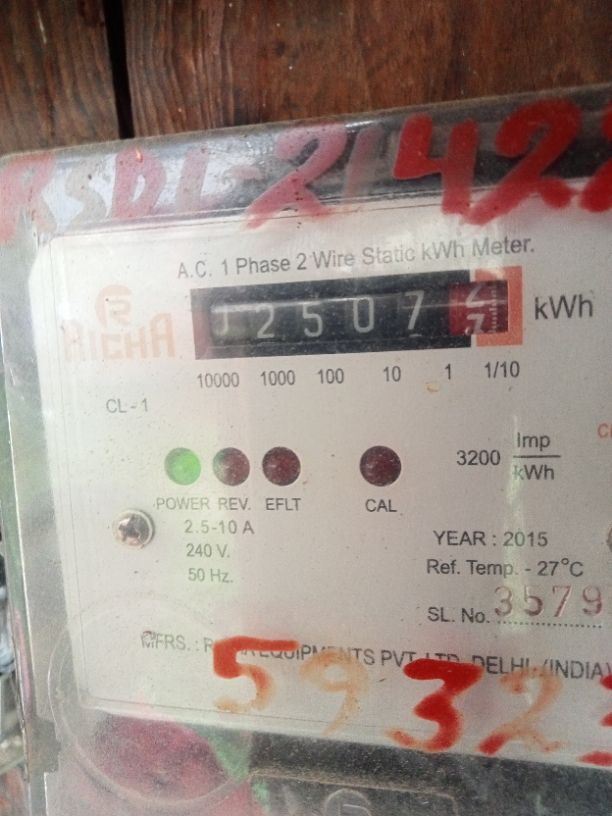 RSDL-21422
A.C. 1 Phase 2 Wire Static kWh Meter.
RICHA
02507 kWh
10000 1000 100 10 1 1/10
CL-1
3200 Imp/kWh
POWER REV. EFLT CAL
2.5-10 A
240 V.
50 Hz.
YEAR : 2015
Ref. Temp. - 27°C
SL. No. 3579
MFRS. : EQUIPMENTS PVT. LTD. DELHI. (INDIA)
5932